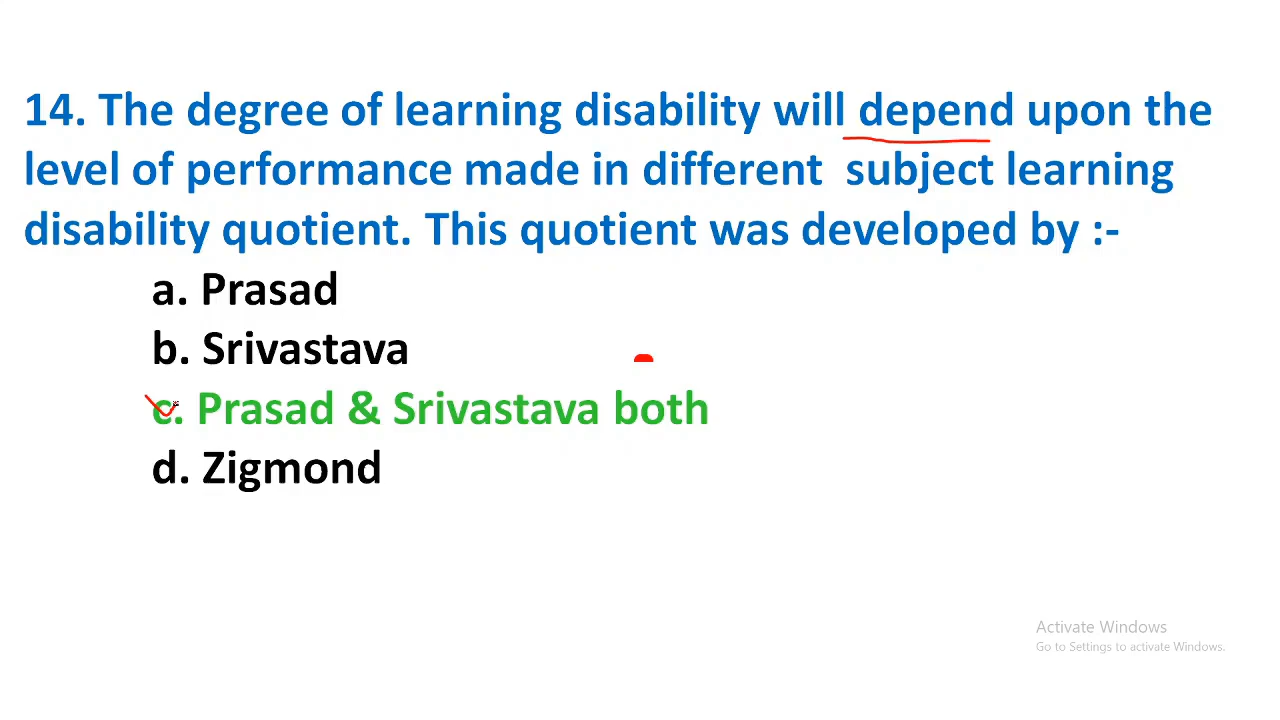 14. The degree of learning disability will depend upon the
level of performance made in different subject learning
disability quotient. This quotient was developed by :-
a. Prasad
b. Srivastava
c. Prasad & Srivastava both
d. Zigmond
Activate Windows
Go to Settings to activate Windows.